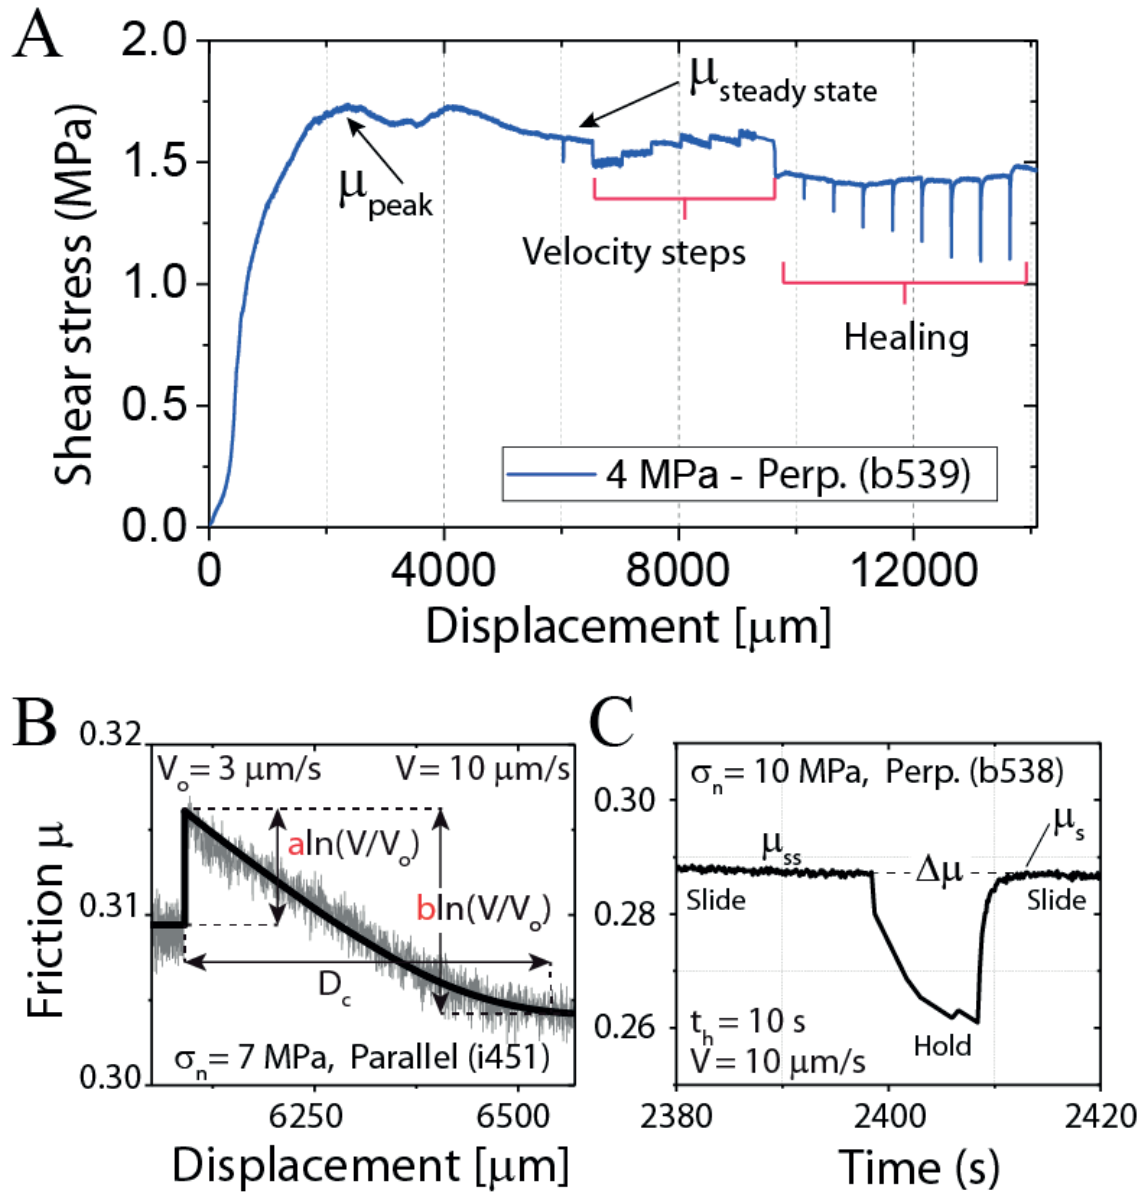 A
2.0
1.5
1.0
0.5
0.0
Shear stress (MPa)
μ steady state
μ peak
Velocity steps
Healing
4 MPa - Perp. (b539)
0 4000 8000 12000
Displacement [μm]
B
0.32
0.31
0.30
Friction μ
Vo= 3 μm/s V= 10 μm/s
aln(V/Vo)
bln(V/Vo)
Dc
σn= 7 MPa, Parallel (i451)
6250 6500
Displacement [μm]
C
0.30
0.28
0.26
σn= 10 MPa, Perp. (b538)
μss
Δμ
μs
Slide
Slide
Hold
th = 10 s
V= 10 μm/s
2380 2400 2420
Time (s)